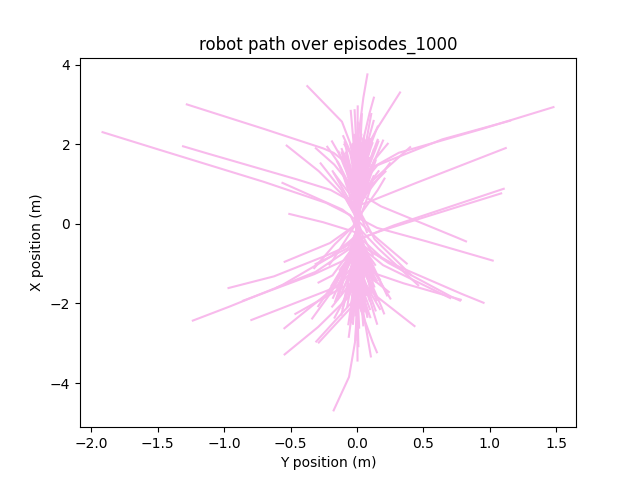 robot path over episodes_1000
4
2
0
−2
−4
X position (m)
−2.0 −1.5 −1.0 −0.5 0.0 0.5 1.0 1.5
Y position (m)